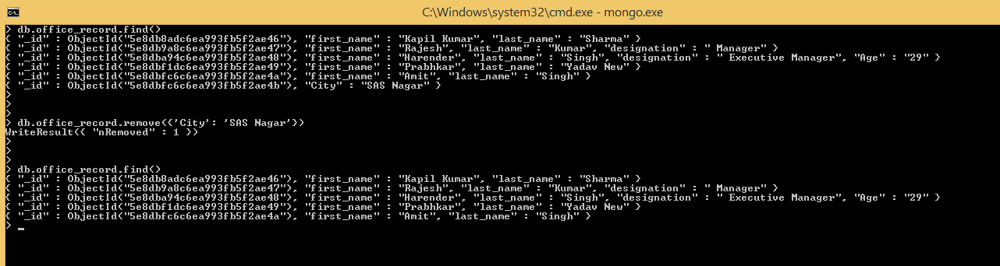 C:\Windows\system32\cmd.exe - mongo.exe
> db.office_record.find()
{ "_id" : ObjectId("5e8db8adc6ea993fb5f2ae46"), "first_name" : "Kapil Kumar", "last_name" : "Sharma" }
{ "_id" : ObjectId("5e8db9a8c6ea993fb5f2ae47"), "first_name" : "Rajesh", "last_name" : "Kumar", "designation" : " Manager" }
{ "_id" : ObjectId("5e8dba94c6ea993fb5f2ae48"), "first_name" : "Harender", "last_name" : "Singh", "designation" : " Executive Manager", "Age" : "29" }
{ "_id" : ObjectId("5e8dbf1dc6ea993fb5f2ae49"), "first_name" : "Prabhkar", "last_name" : "Yadav New" }
{ "_id" : ObjectId("5e8dbfc6c6ea993fb5f2ae4a"), "first_name" : "Amit", "last_name" : "Singh" }
{ "_id" : ObjectId("5e8dbfc6c6ea993fb5f2ae4b"), "City" : "SAS Nagar" }
>
>
>
> db.office_record.remove({'City': 'SAS Nagar'})
WriteResult({ "nRemoved" : 1 })
>
>
>
> db.office_record.find()
{ "_id" : ObjectId("5e8db8adc6ea993fb5f2ae46"), "first_name" : "Kapil Kumar", "last_name" : "Sharma" }
{ "_id" : ObjectId("5e8db9a8c6ea993fb5f2ae47"), "first_name" : "Rajesh", "last_name" : "Kumar", "designation" : " Manager" }
{ "_id" : ObjectId("5e8dba94c6ea993fb5f2ae48"), "first_name" : "Harender", "last_name" : "Singh", "designation" : " Executive Manager", "Age" : "29" }
{ "_id" : ObjectId("5e8dbf1dc6ea993fb5f2ae49"), "first_name" : "Prabhkar", "last_name" : "Yadav New" }
{ "_id" : ObjectId("5e8dbfc6c6ea993fb5f2ae4a"), "first_name" : "Amit", "last_name" : "Singh" }
> _